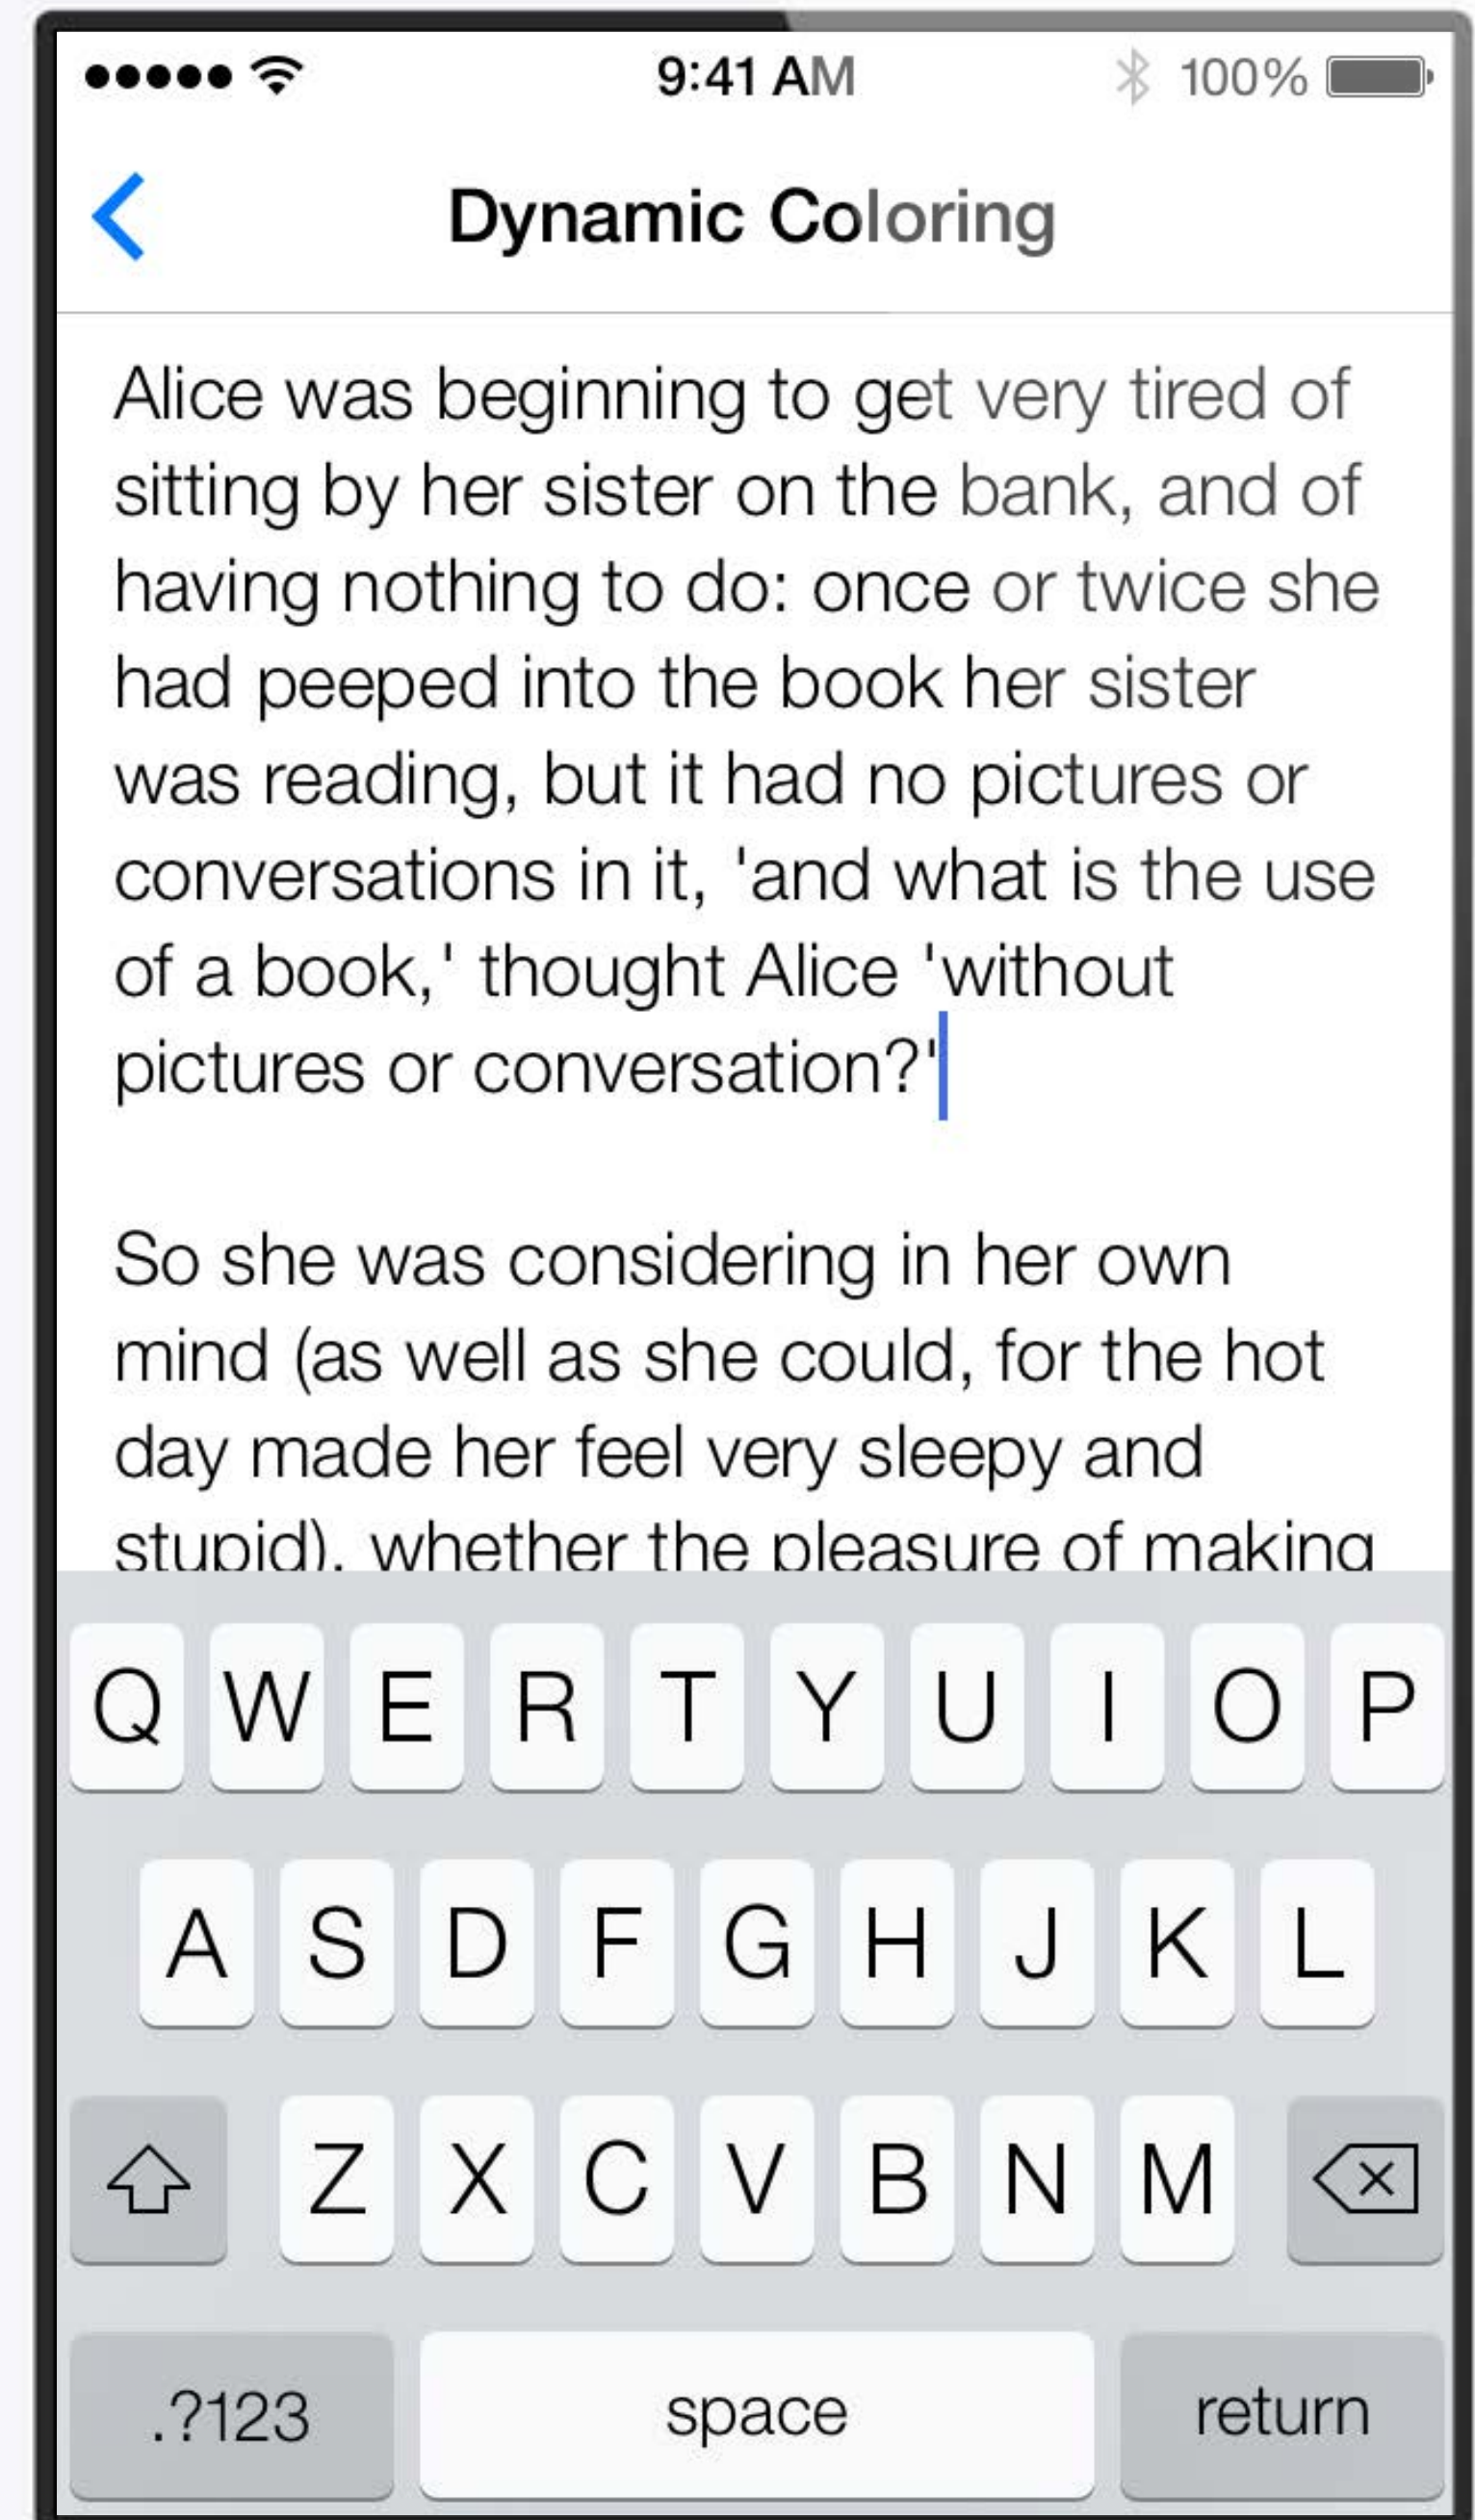 9:41 AM 100%
Dynamic Coloring
Alice was beginning to get very tired of
sitting by her sister on the bank, and of
having nothing to do: once or twice she
had peeped into the book her sister
was reading, but it had no pictures or
conversations in it, 'and what is the use
of a book,' thought Alice 'without
pictures or conversation?'
So she was considering in her own
mind (as well as she could, for the hot
day made her feel very sleepy and
stupid), whether the pleasure of making
Q W E R T Y U I O P
A S D F G H J K L
Z X C V B N M
.?123 space return